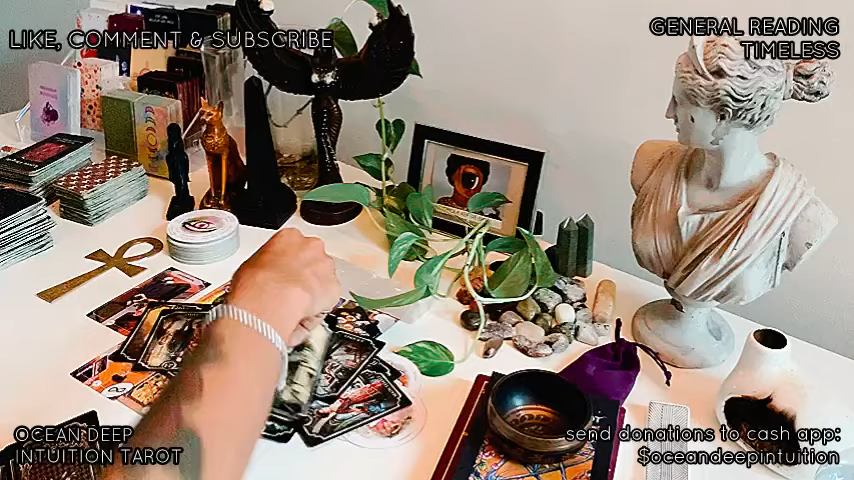 LIKE, COMMENT & SUBSCRIBE
GENERAL READING
TIMELESS
OCEAN DEEP
INTUITION TAROT
send donations to cash app:
$oceandeepintuition